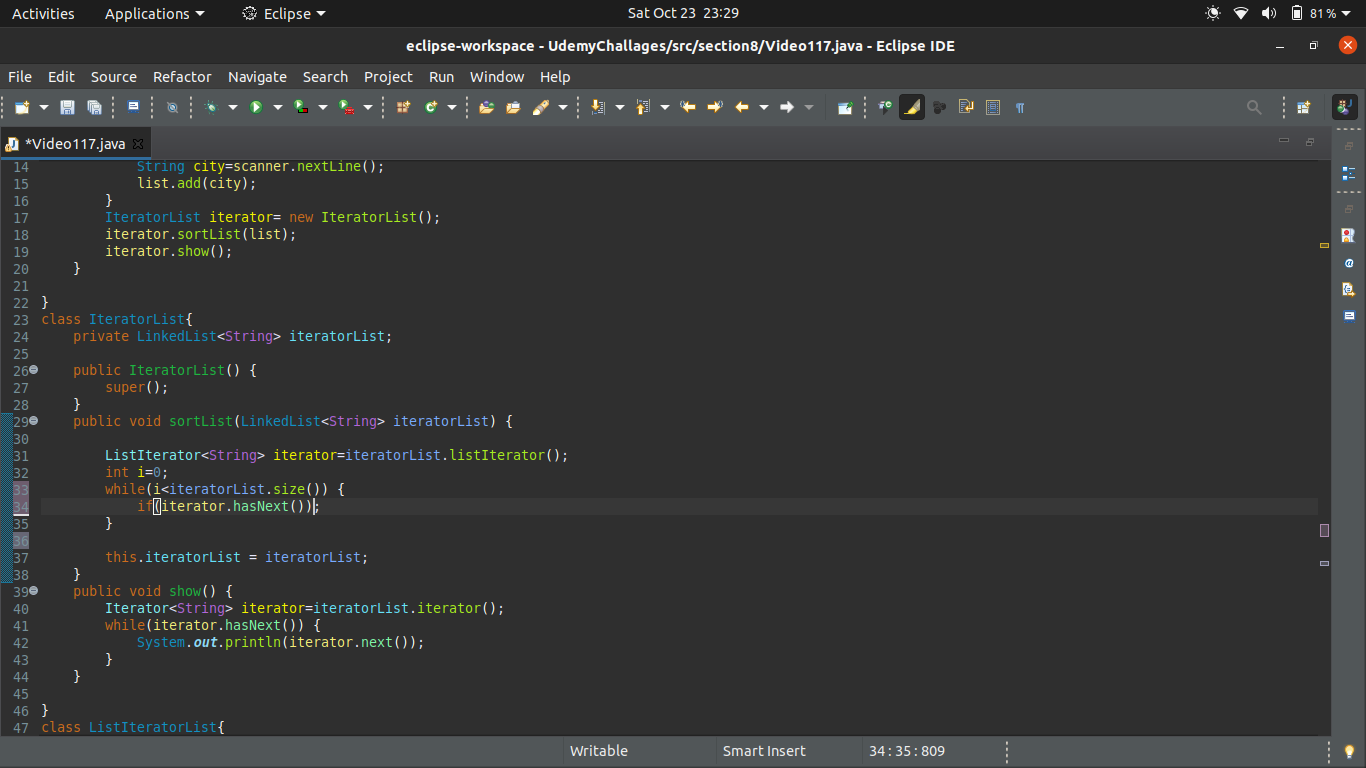 Activities Applications Eclipse Sat Oct 23 23:29 81%
eclipse-workspace - UdemyChallages/src/section8/Video117.java - Eclipse IDE
File Edit Source Refactor Navigate Search Project Run Window Help
*Video117.java
14 String city=scanner.nextLine();
15 list.add(city);
16 }
17 IteratorList iterator= new IteratorList();
18 iterator.sortList(list);
19 iterator.show();
20 }
21
22 }
23 class IteratorList{
24 private LinkedList<String> iteratorList;
25
26 public IteratorList() {
27 super();
28 }
29 public void sortList(LinkedList<String> iteratorList) {
30
31 ListIterator<String> iterator=iteratorList.listIterator();
32 int i=0;
33 while(i<iteratorList.size()) {
34 if(iterator.hasNext());
35 }
36
37 this.iteratorList = iteratorList;
38 }
39 public void show() {
40 Iterator<String> iterator=iteratorList.iterator();
41 while(iterator.hasNext()) {
42 System.out.println(iterator.next());
43 }
44 }
45
46 }
47 class ListIteratorList{
Writable Smart Insert 34 : 35 : 809